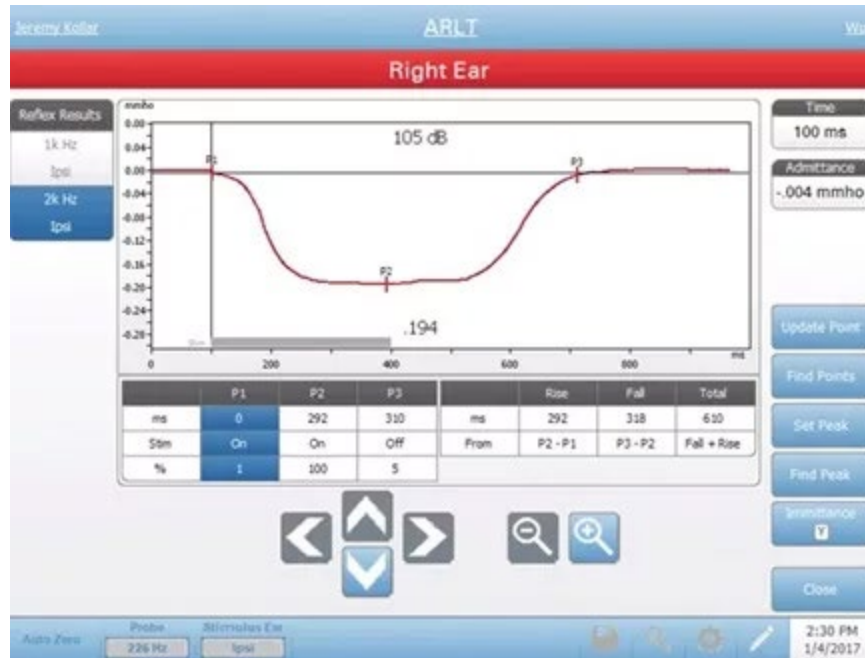 Jeremy Kollar
ARLT
Right Ear
Reflex Results
1k Hz
Ipsi
2k Hz
Ipsi
mmho
0.08
0.04
0.00
-0.04
-0.08
-0.12
-0.16
-0.20
-0.24
-0.28
105 dB
P1
P2
P3
.194
0
200
400
600
800
ms
Time
100 ms
Admittance
-.004 mmho
P1 P2 P3 Rise Fall Total
ms 0 292 310 ms 292 318 610
Stim On On Off From P2 - P1 P3 - P2 Fall + Rise
% 1 100 5
Update Point
Find Points
Set Peak
Find Peak
Immittance
Y
Close
Auto Zero
Probe
226 Hz
Stimulus Ear
Ipsi
2:30 PM
1/4/2017